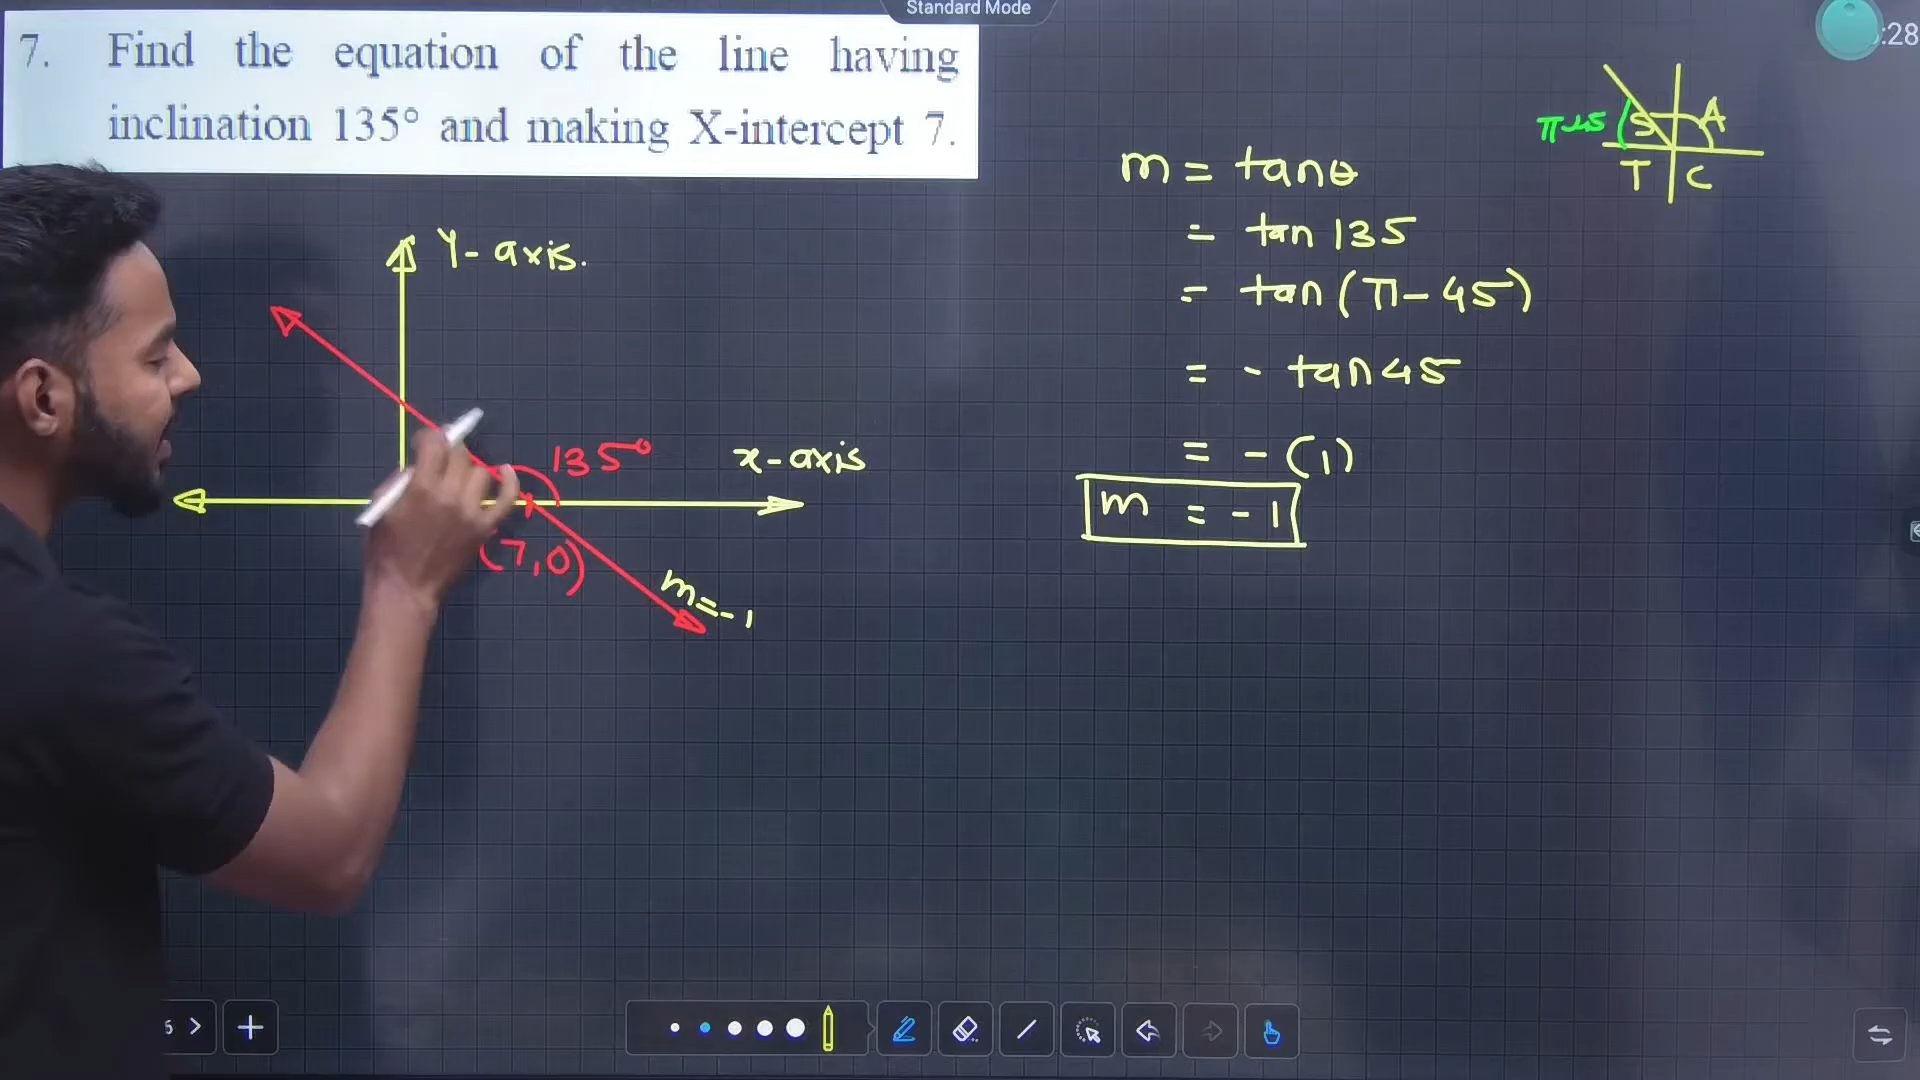 Standard Mode
:28
7. Find the equation of the line having
inclination 135° and making X-intercept 7.
Y-axis.
135°
x-axis
(7,0)
m=-1
m = tanθ
= tan 135
= tan(π-45)
= - tan45
= -(1)
m = -1
π-45
S A
T C